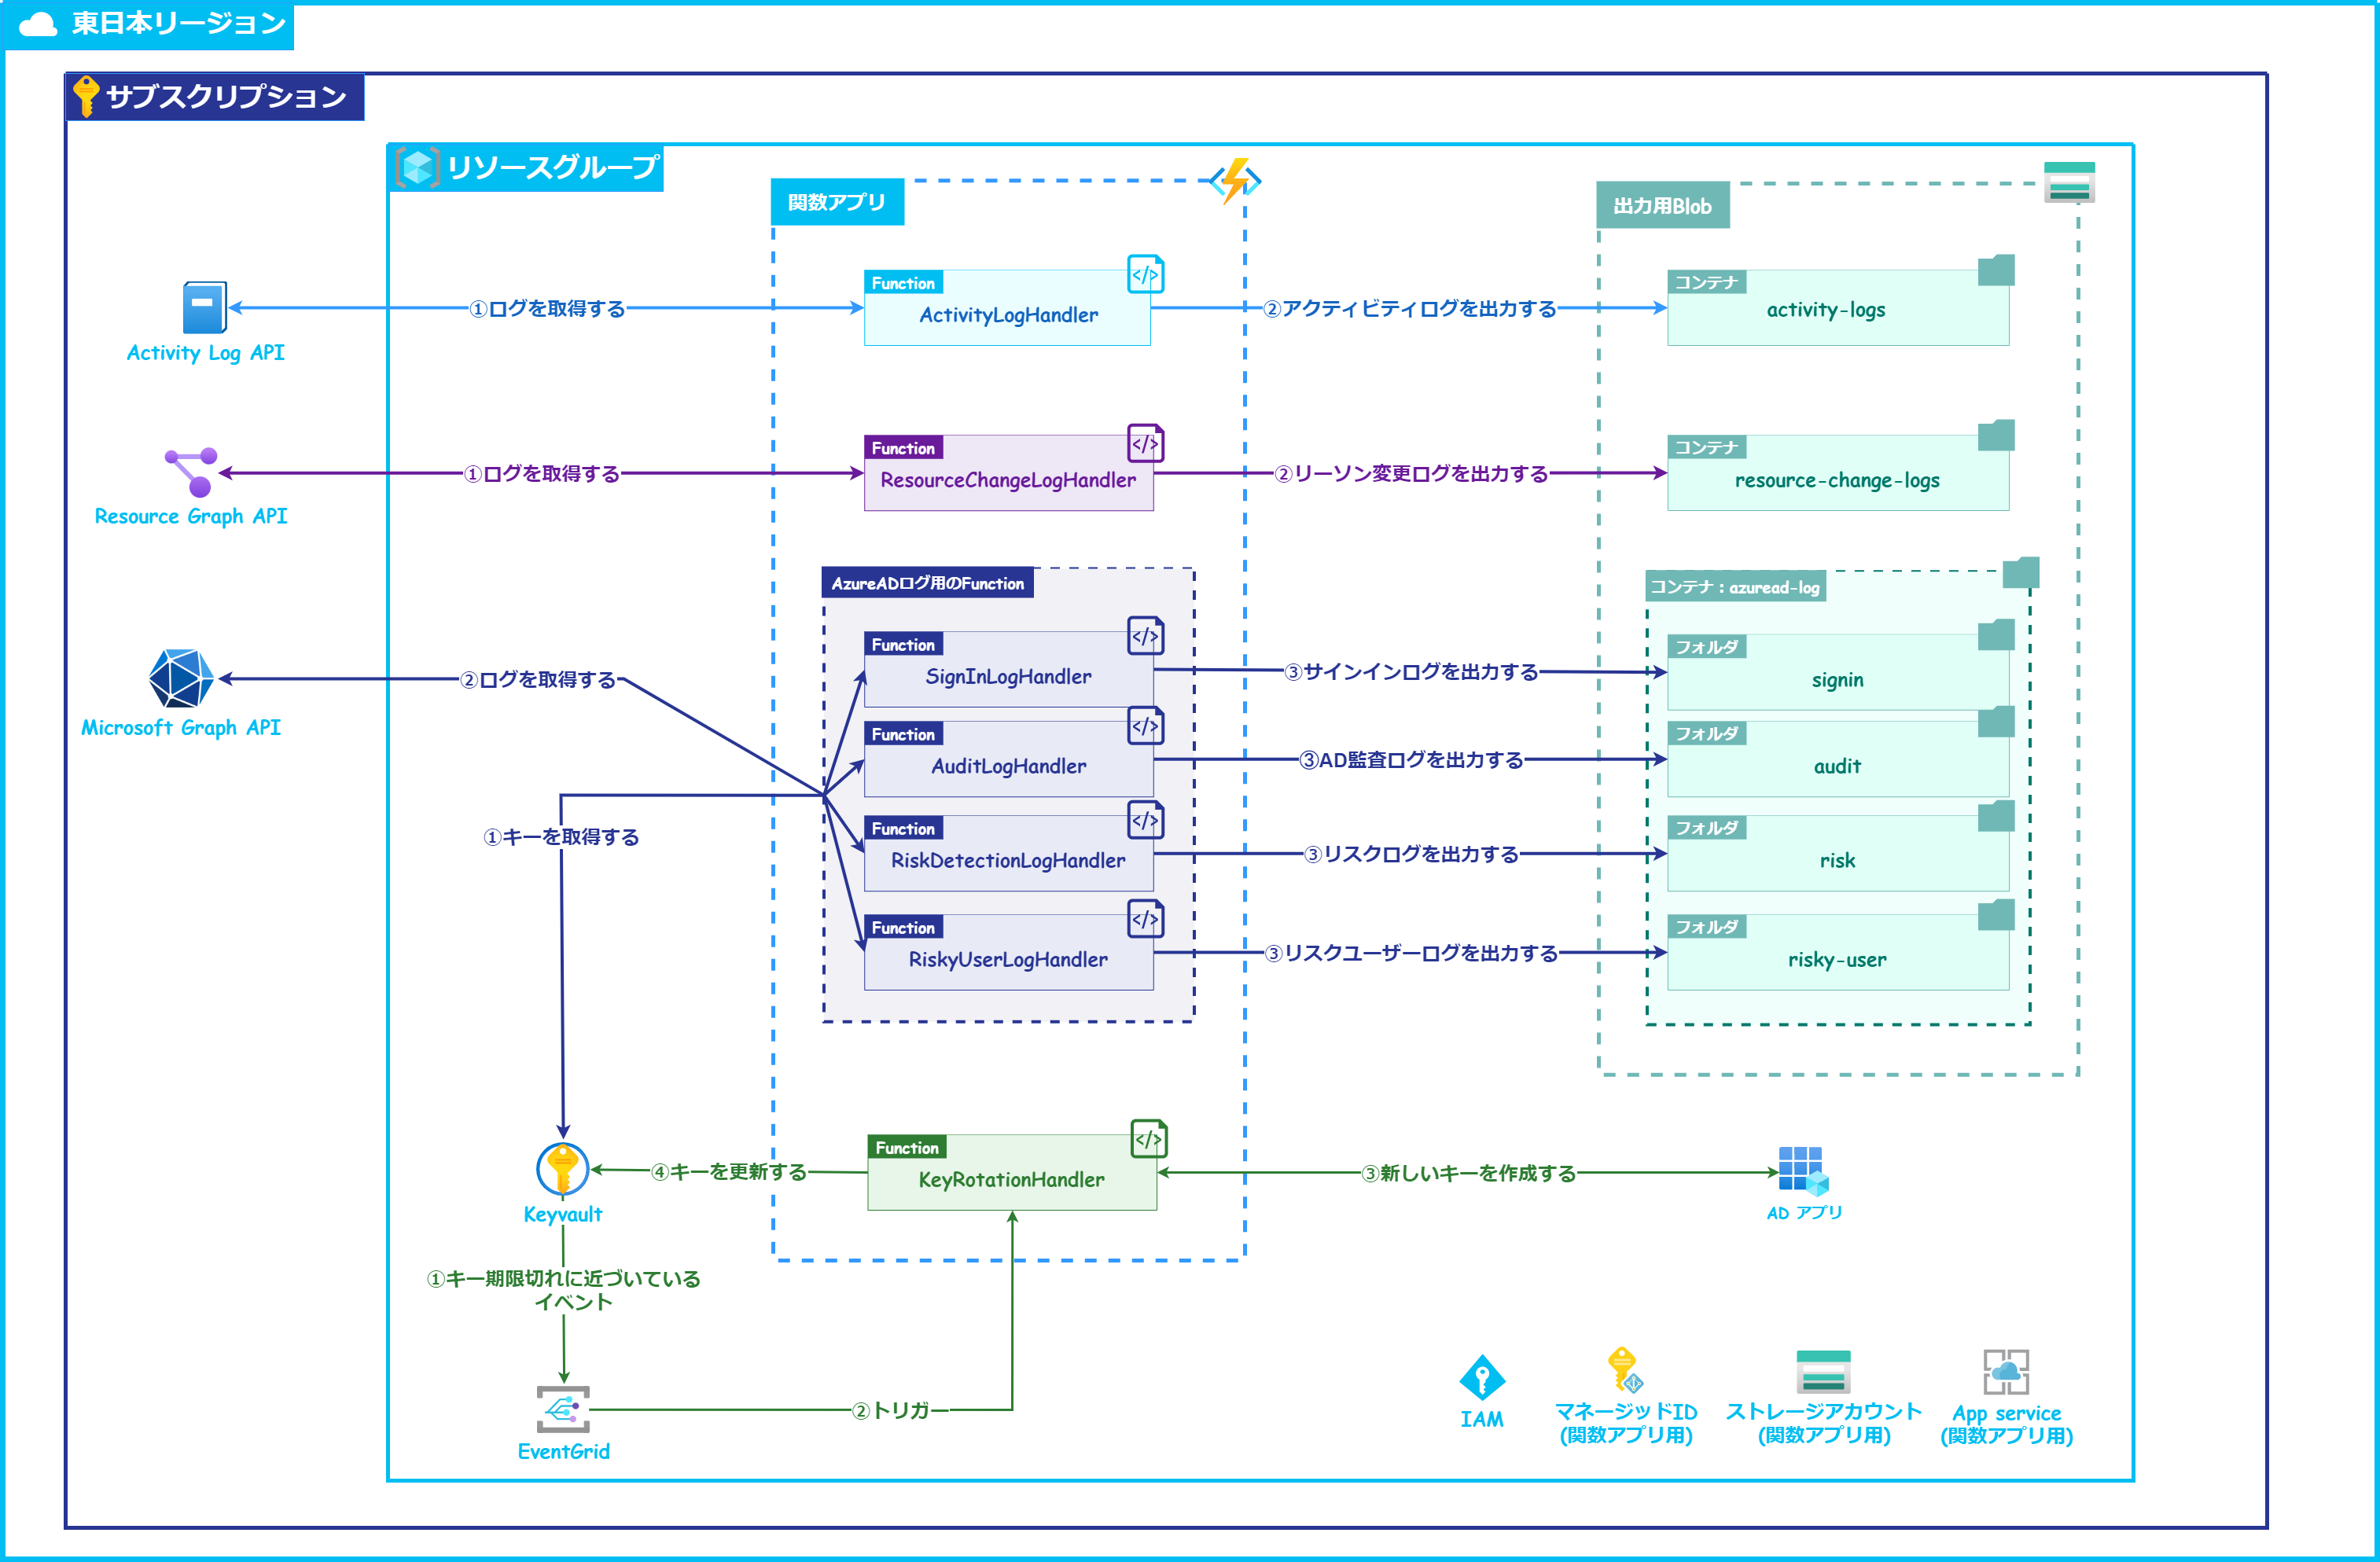 東日本リージョン
サブスクリプション
リソースグループ
関数アプリ
出力用Blob
Function
ActivityLogHandler
コンテナ
activity-logs
①ログを取得する
②アクティビティログを出力する
Activity Log API
Function
ResourceChangeLogHandler
コンテナ
resource-change-logs
①ログを取得する
②リーソン変更ログを出力する
Resource Graph API
AzureADログ用のFunction
コンテナ：azuread-log
Function
SignInLogHandler
フォルダ
signin
②ログを取得する
③サインインログを出力する
Microsoft Graph API
Function
AuditLogHandler
③AD監査ログを出力する
フォルダ
audit
①キーを取得する
Function
RiskDetectionLogHandler
③リスクログを出力する
フォルダ
risk
Function
RiskyUserLogHandler
③リスクユーザーログを出力する
フォルダ
risky-user
Function
KeyRotationHandler
④キーを更新する
③新しいキーを作成する
Keyvault
AD アプリ
①キー期限切れに近づいている
イベント
②トリガー
EventGrid
IAM
マネージッドID
(関数アプリ用)
ストレージアカウント
(関数アプリ用)
App service
(関数アプリ用)